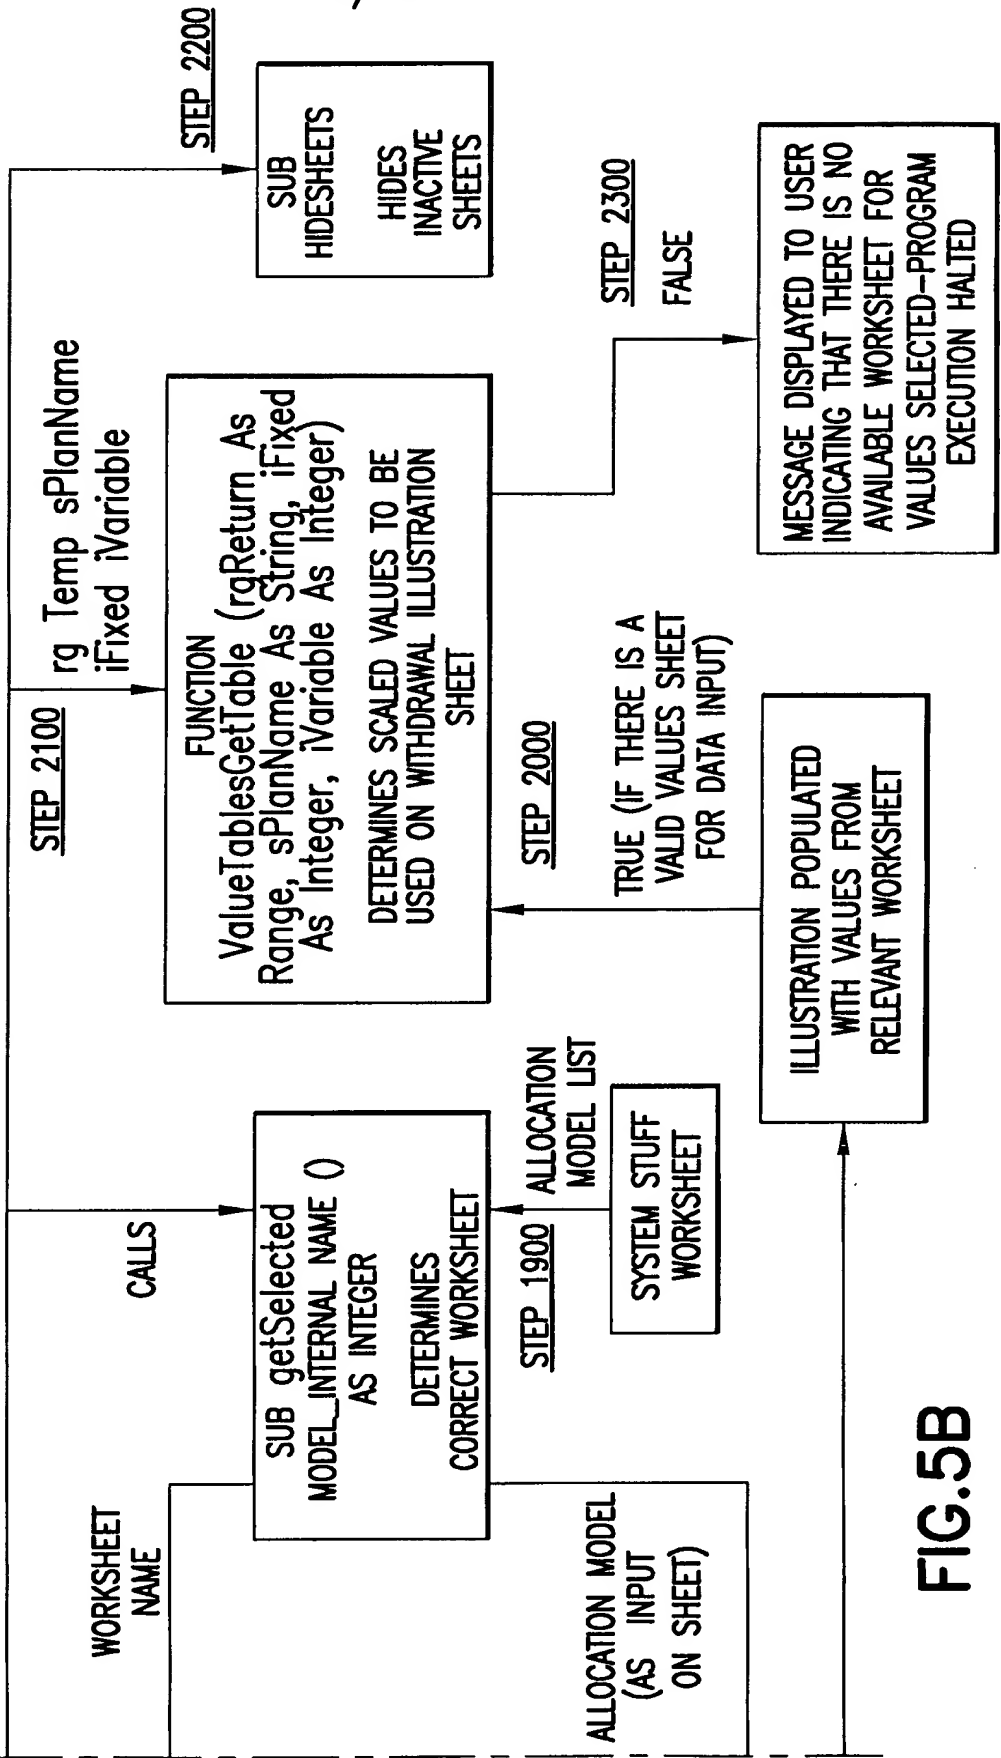 WORKSHEET
NAME
CALLS
STEP 2100
rg Temp sPlanName
iFixed iVariable
STEP 2200
SUB getSelected
MODEL_INTERNAL NAME ()
AS INTEGER
DETERMINES
CORRECT WORKSHEET
FUNCTION
ValueTablesGetTable (rgReturn As
Range, sPlanName As String, iFixed
As Integer, iVariable As Integer)
DETERMINES SCALED VALUES TO BE
USED ON WITHDRAWAL ILLUSTRATION
SHEET
SUB
HIDESHEETS
HIDES
INACTIVE
SHEETS
ALLOCATION MODEL
(AS INPUT
ON SHEET)
STEP 1900
ALLOCATION
MODEL LIST
SYSTEM STUFF
WORKSHEET
STEP 2000
TRUE (IF THERE IS A
VALID VALUES SHEET
FOR DATA INPUT)
STEP 2300
FALSE
ILLUSTRATION POPULATED
WITH VALUES FROM
RELEVANT WORKSHEET
MESSAGE DISPLAYED TO USER
INDICATING THAT THERE IS NO
AVAILABLE WORKSHEET FOR
VALUES SELECTED-PROGRAM
EXECUTION HALTED
FIG.5B